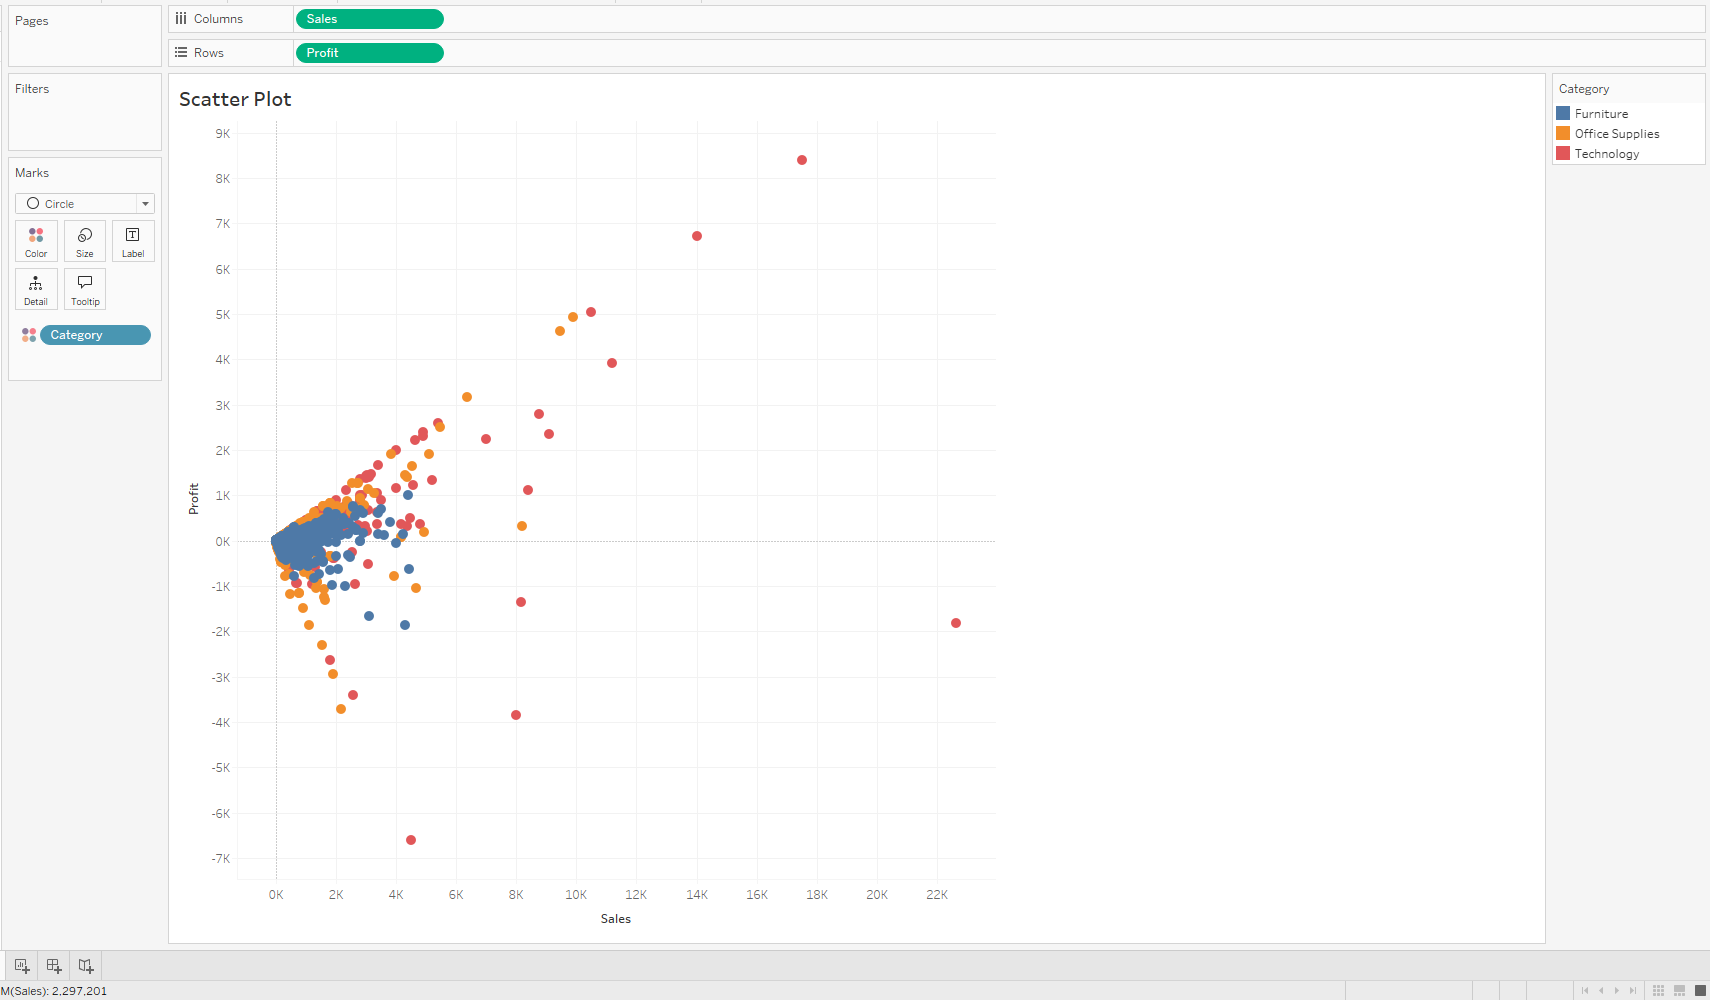 Pages
Columns
Sales
Rows
Profit
Filters
Marks
Circle
Color
Size
Label
Detail
Tooltip
Category
Scatter Plot
9K
8K
7K
6K
5K
4K
3K
2K
1K
0K
-1K
-2K
-3K
-4K
-5K
-6K
-7K
Profit
0K 2K 4K 6K 8K 10K 12K 14K 16K 18K 20K 22K
Sales
Category
Furniture
Office Supplies
Technology
M(Sales): 2,297,201